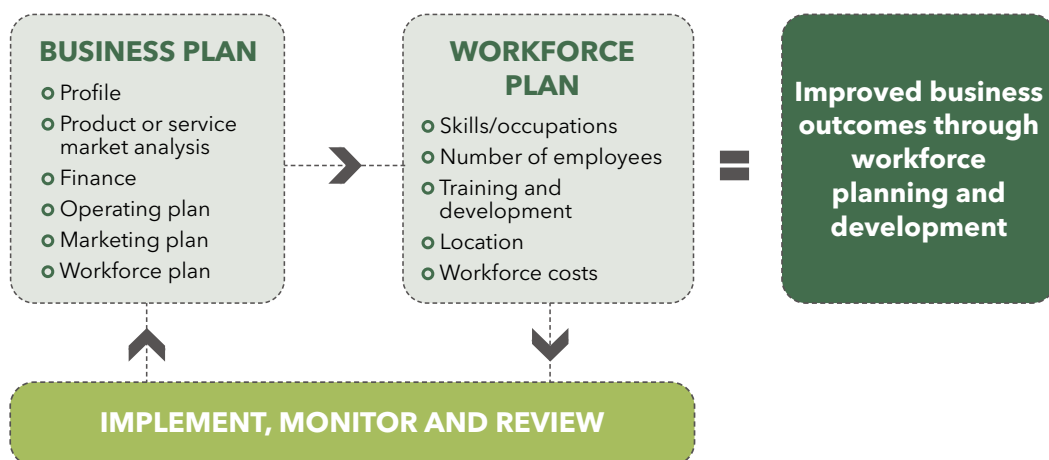 BUSINESS PLAN
Profile
Product or service
market analysis
Finance
Operating plan
Marketing plan
Workforce plan
WORKFORCE
PLAN
Skills/occupations
Number of employees
Training and
development
Location
Workforce costs
=
Improved business
outcomes through
workforce
planning and
development
IMPLEMENT, MONITOR AND REVIEW